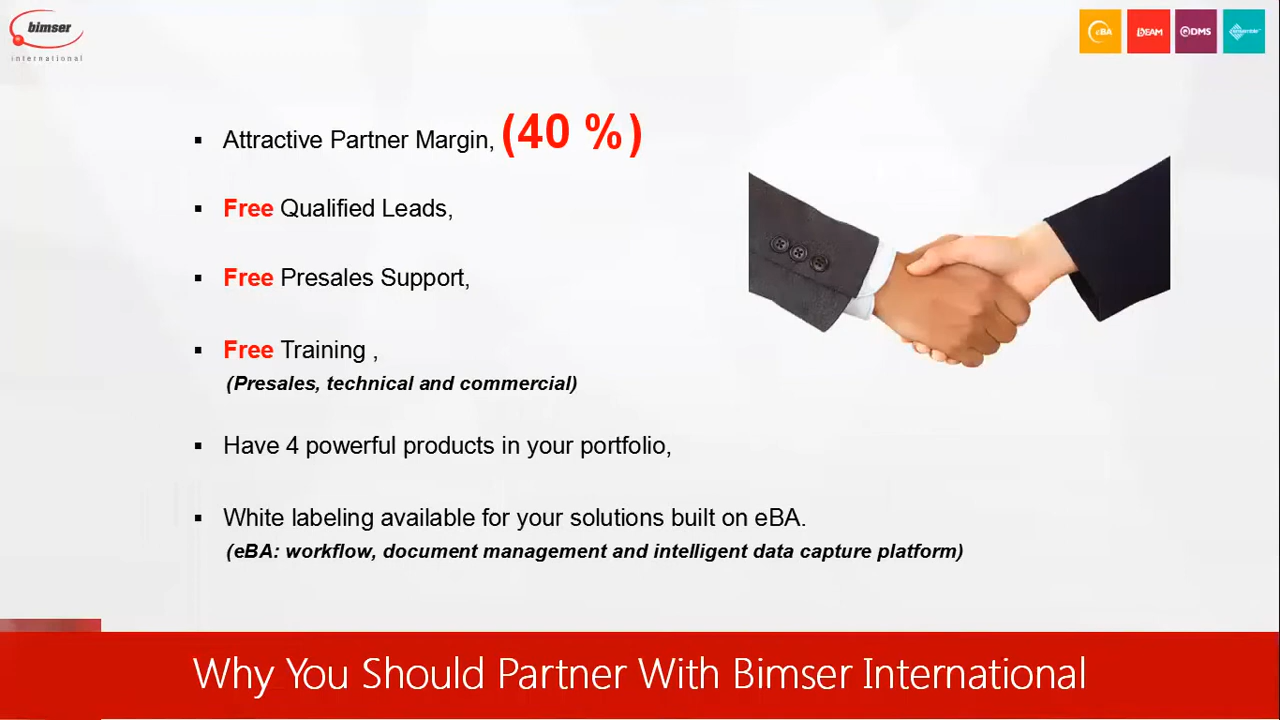 bimser
international
eBA
BEAM
QDMS
▪ Attractive Partner Margin, (40 %)
▪ Free Qualified Leads,
▪ Free Presales Support,
▪ Free Training ,
(Presales, technical and commercial)
▪ Have 4 powerful products in your portfolio,
▪ White labeling available for your solutions built on eBA.
(eBA: workflow, document management and intelligent data capture platform)
Why You Should Partner With Bimser International